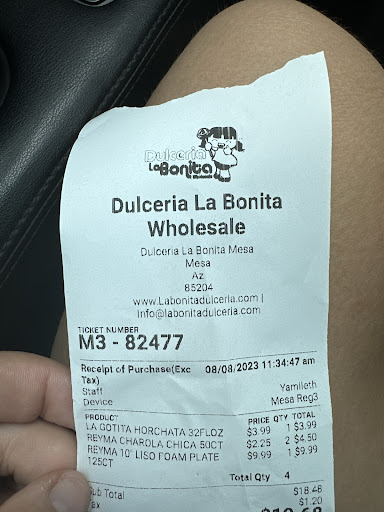 Dulceria
La Bonita
Dulceria La Bonita
Wholesale
Dulceria La Bonita Mesa
Mesa
Az
85204
www.Labonitadulceria.com |
info@labonitadulceria.com
TICKET NUMBER
M3 - 82477
Receipt of Purchase(Exc Tax) 08/08/2023 11:34:47 am
Staff Yamileth
Device Mesa Reg3
PRODUCT PRICE QTY TOTAL
LA GOTITA HORCHATA 32FLOZ $3.99 1 $3.99
REYMA CHAROLA CHICA 50CT $2.25 2 $4.50
REYMA 10" LISO FOAM PLATE 125CT $9.99 1 $9.99
Total Qty 4
Sub Total $18.48
Tax $1.20